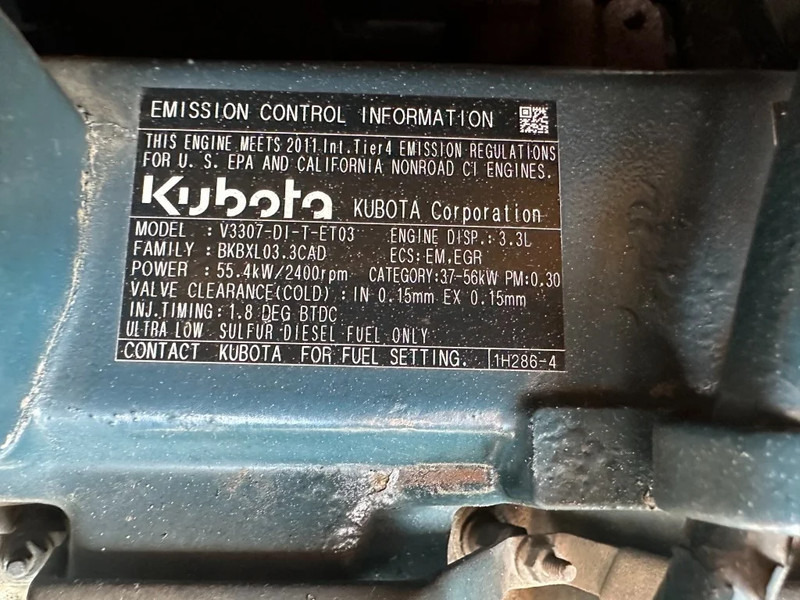 EMISSION CONTROL INFORMATION
THIS ENGINE MEETS 2011 Int.Tier4 EMISSION REGULATIONS
FOR U. S. EPA AND CALIFORNIA NONROAD CI ENGINES.
Kubota KUBOTA Corporation
MODEL : V3307-DI-T-ET03 ENGINE DISP.: 3.3L
FAMILY : BKBXL03.3CAD ECS: EM,EGR
POWER : 55.4kW/2400rpm CATEGORY:37-56kW PM:0.30
VALVE CLEARANCE(COLD) : IN 0.15mm EX 0.15mm
INJ.TIMING: 1.8 DEG BTDC
ULTRA LOW SULFUR DIESEL FUEL ONLY
CONTACT KUBOTA FOR FUEL SETTING. 1H286-4